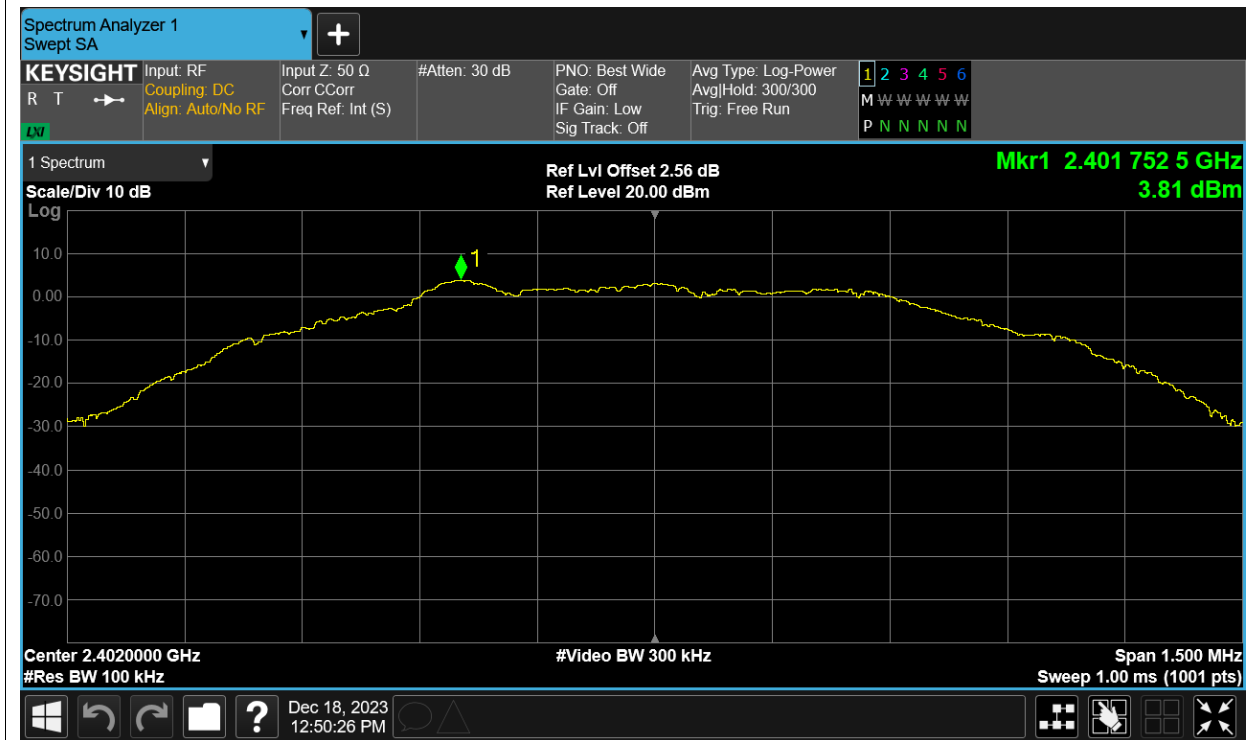 Spectrum Analyzer 1
Swept SA
KEYSIGHT
R T
LXI
Input: RF
Coupling: DC
Align: Auto/No RF
Input Z: 50 Ω
Corr CCorr
Freq Ref: Int (S)
#Atten: 30 dB
PNO: Best Wide
Gate: Off
IF Gain: Low
Sig Track: Off
Avg Type: Log-Power
Avg|Hold: 300/300
Trig: Free Run
1 2 3 4 5 6
M W W W W W
P N N N N N
1 Spectrum
Scale/Div 10 dB
Log
Ref Lvl Offset 2.56 dB
Ref Level 20.00 dBm
Mkr1 2.401 752 5 GHz
3.81 dBm
1
10.0
0.00
-10.0
-20.0
-30.0
-40.0
-50.0
-60.0
-70.0
Center 2.4020000 GHz
#Res BW 100 kHz
#Video BW 300 kHz
Span 1.500 MHz
Sweep 1.00 ms (1001 pts)
?
Dec 18, 2023
12:50:26 PM